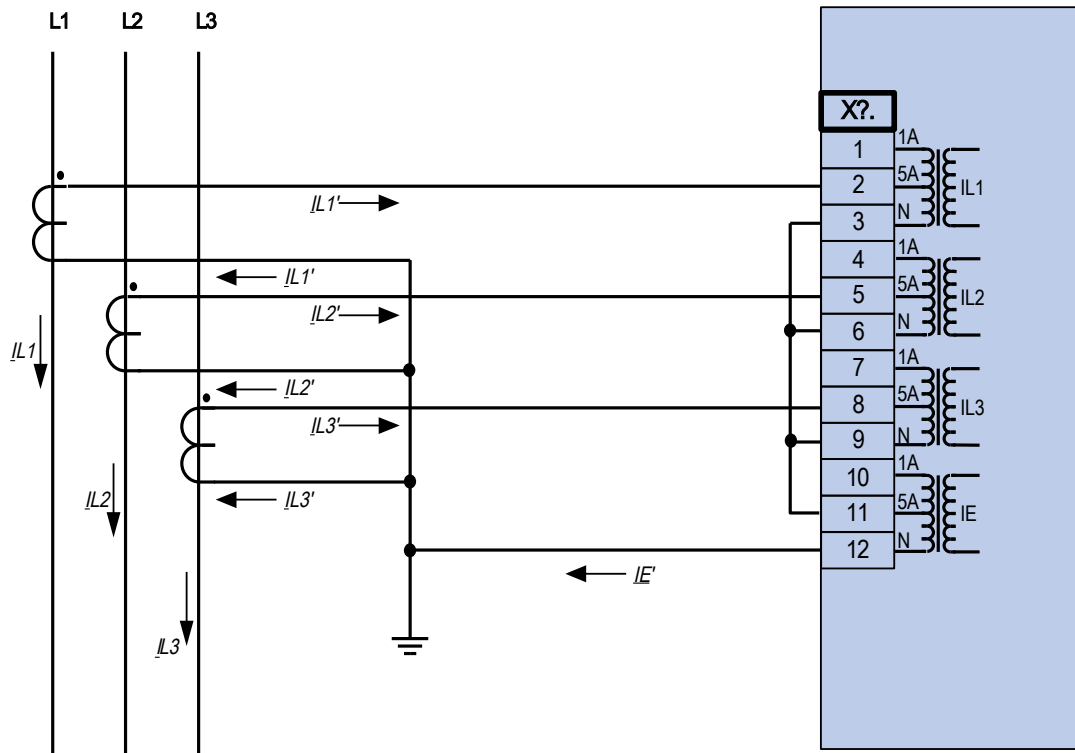 L1 L2 L3
X?.
1 1A
2 5A IL1
3 N
IL1'
IL1'
4 1A
5 5A IL2
6 N
IL2'
IL1
IL2'
7 1A
8 5A IL3
9 N
IL3'
IL2
IL3'
10 1A
11 5A IE
12 N
IE'
IL3